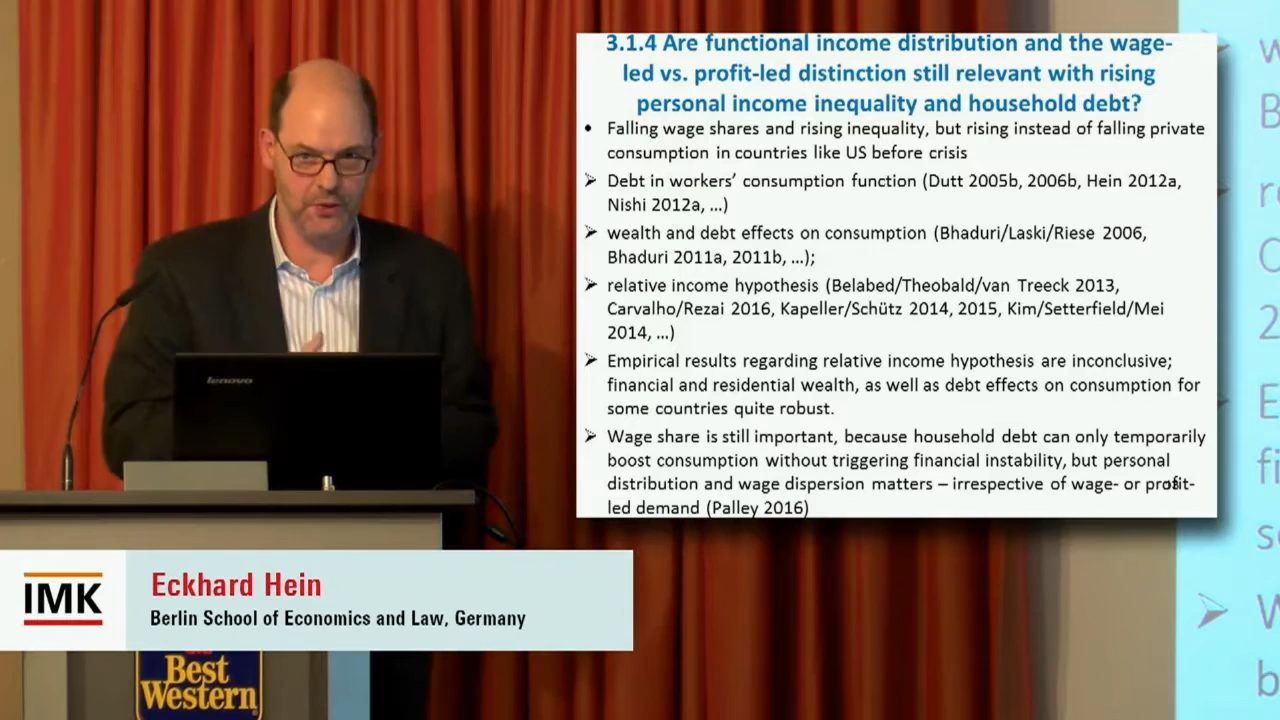 3.1.4 Are functional income distribution and the wage-
led vs. profit-led distinction still relevant with rising
personal income inequality and household debt?
• Falling wage shares and rising inequality, but rising instead of falling private
consumption in countries like US before crisis
➢ Debt in workers’ consumption function (Dutt 2005b, 2006b, Hein 2012a,
Nishi 2012a, ...)
➢ wealth and debt effects on consumption (Bhaduri/Laski/Riese 2006,
Bhaduri 2011a, 2011b, ...);
➢ relative income hypothesis (Belabed/Theobald/van Treeck 2013,
Carvalho/Rezai 2016, Kapeller/Schütz 2014, 2015, Kim/Setterfield/Mei
2014, ...)
➢ Empirical results regarding relative income hypothesis are inconclusive;
financial and residential wealth, as well as debt effects on consumption for
some countries quite robust.
➢ Wage share is still important, because household debt can only temporarily
boost consumption without triggering financial instability, but personal
distribution and wage dispersion matters – irrespective of wage- or profit-
led demand (Palley 2016)
lenovo
IMK
Eckhard Hein
Berlin School of Economics and Law, Germany
Best
Western